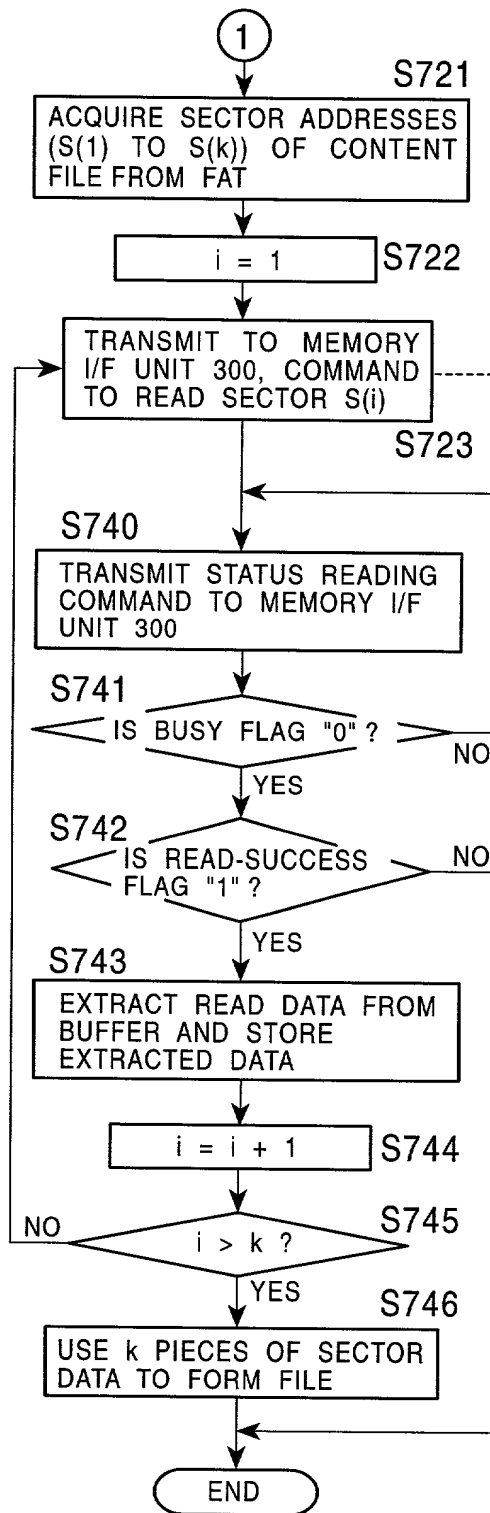 1
S721
ACQUIRE SECTOR ADDRESSES
(S(1) TO S(k)) OF CONTENT
FILE FROM FAT
i = 1
S722
TRANSMIT TO MEMORY
I/F UNIT 300, COMMAND
TO READ SECTOR S(i)
S723
S740
TRANSMIT STATUS READING
COMMAND TO MEMORY I/F
UNIT 300
S741
IS BUSY FLAG "0" ?
NO
YES
S742
IS READ-SUCCESS
FLAG "1" ?
NO
YES
S743
EXTRACT READ DATA FROM
BUFFER AND STORE
EXTRACTED DATA
i = i + 1
S744
S745
NO
i > k ?
YES
S746
USE k PIECES OF SECTOR
DATA TO FORM FILE
END